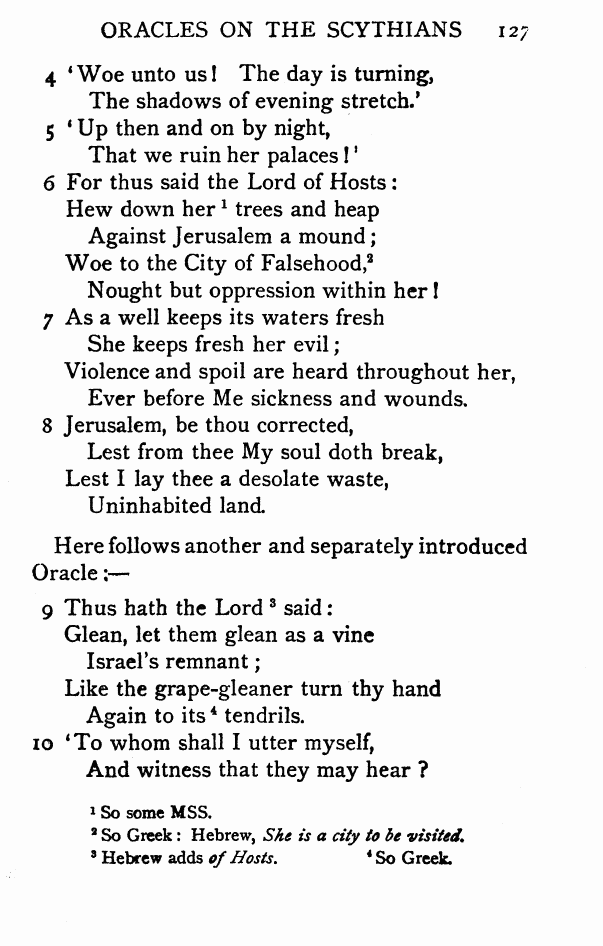 ORACLES ON THE SCYTHIANS 127
4 ‘Woe unto us! The day is turning,
The shadows of evening stretch.’
5 ‘Up then and on by night,
That we ruin her palaces!’
6 For thus said the Lord of Hosts:
Hew down her ¹ trees and heap
Against Jerusalem a mound;
Woe to the City of Falsehood,²
Nought but oppression within her!
7 As a well keeps its waters fresh
She keeps fresh her evil;
Violence and spoil are heard throughout her,
Ever before Me sickness and wounds.
8 Jerusalem, be thou corrected,
Lest from thee My soul doth break,
Lest I lay thee a desolate waste,
Uninhabited land.
Here follows another and separately introduced
Oracle:—
9 Thus hath the Lord ³ said:
Glean, let them glean as a vine
Israel’s remnant;
Like the grape-gleaner turn thy hand
Again to its ⁴ tendrils.
10 ‘To whom shall I utter myself,
And witness that they may hear?
¹ So some MSS.
² So Greek: Hebrew, She is a city to be visited.
³ Hebrew adds of Hosts. ⁴ So Greek.